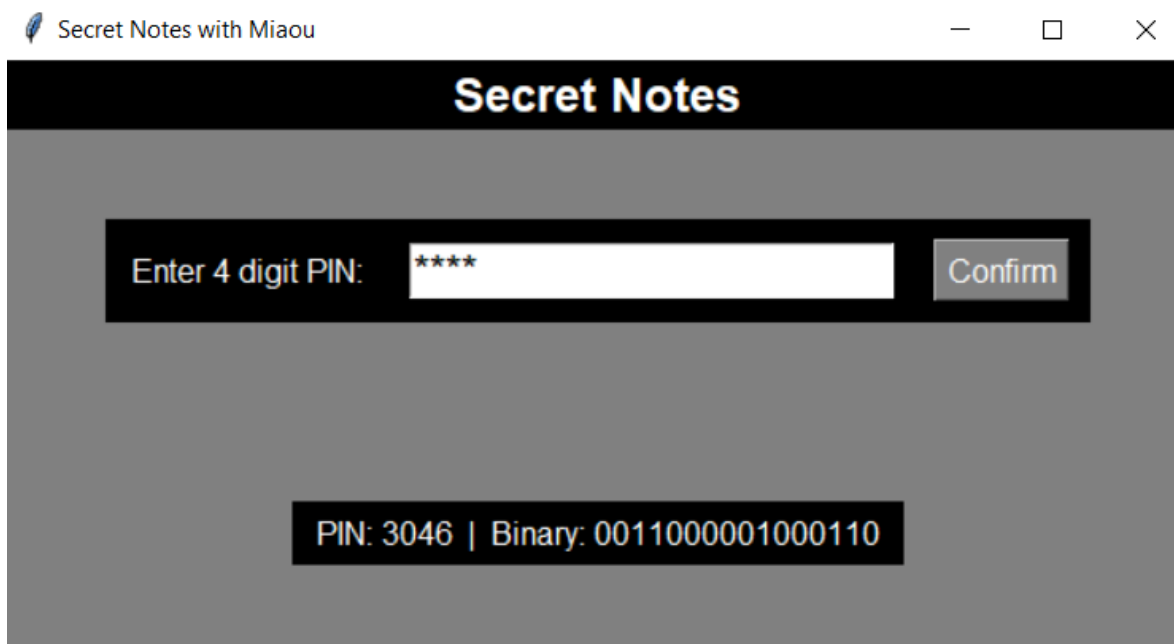 Secret Notes with Miaou
Secret Notes
Enter 4 digit PIN: **** Confirm
PIN: 3046 | Binary: 0011000001000110